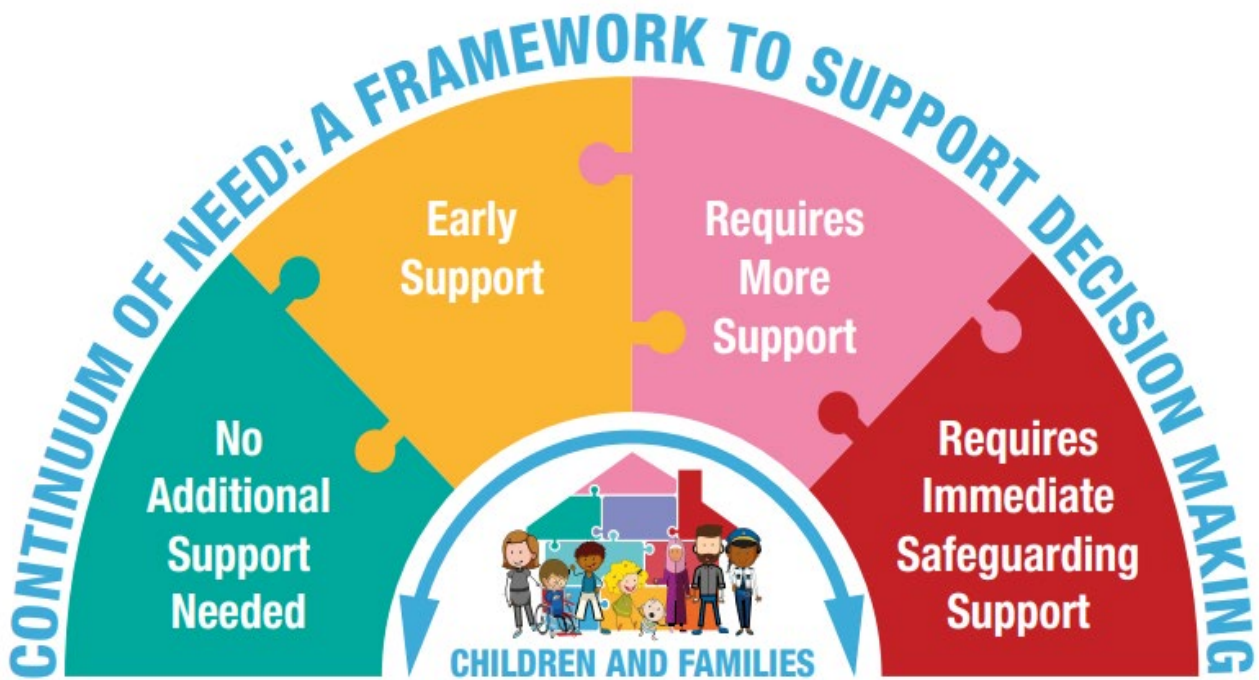 CONTINUUM OF NEED: A FRAMEWORK TO SUPPORT DECISION MAKING
No
Additional
Support
Needed
Early
Support
Requires
More
Support
Requires
Immediate
Safeguarding
Support
CHILDREN AND FAMILIES